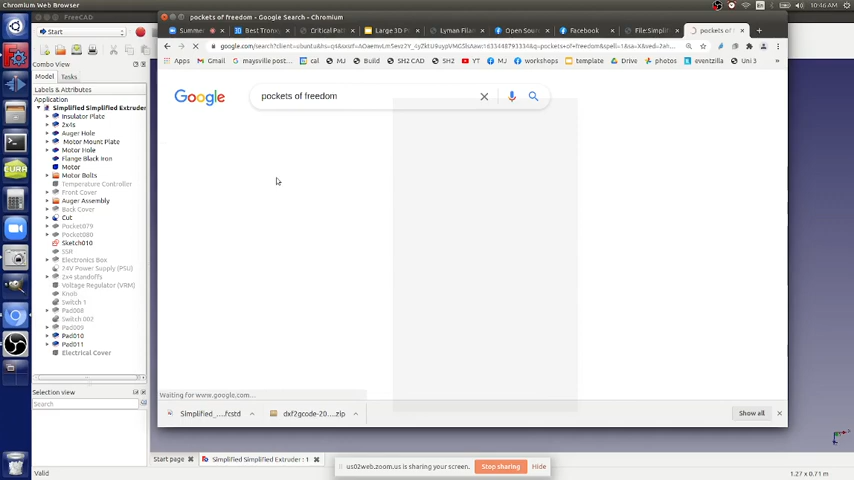 Chromium Web Browser
10:46 AM
FreeCAD
pockets of freedom - Google Search - Chromium
Start
Summer
Best Tronxy
Critical Path
Large 3D P
Lyman Fila
Open Sour
Facebook
File:Simplif
pockets of f
Combo View
Model
Tasks
Apps
Gmail
maysville post...
cal
MJ
Build
SH2 CAD
SH2
YT
MJ
workshops
template
photos
eventzilla
Uni 3
Labels & Attributes
Application
Simplified Simplified Extruder
Insulator Plate
2x4s
Auger Hole
Motor Mount Plate
Motor Hole
Flange Black Iron
Motor
Motor Bolts
Temperature Controller
Front Cover
Auger Assembly
Back Cover
Cut
Pocket079
Pocket080
Sketch010
SSR
Electronics Box
24V Power Supply (PSU)
2x4 standoffs
Voltage Regulator (VRM)
Knob
Switch 1
Pad008
Switch 002
Pad009
Pad010
Pad011
Electrical Cover
Google
pockets of freedom
Waiting for www.google.com...
Simplified_....fcstd
dxf2gcode-20....zip
Show all
Selection view
Search
Start page
Simplified Simplified Extruder : 1
us02web.zoom.us is sharing your screen.
Stop sharing
Hide
CURA
Valid
1.27 x 0.71 m